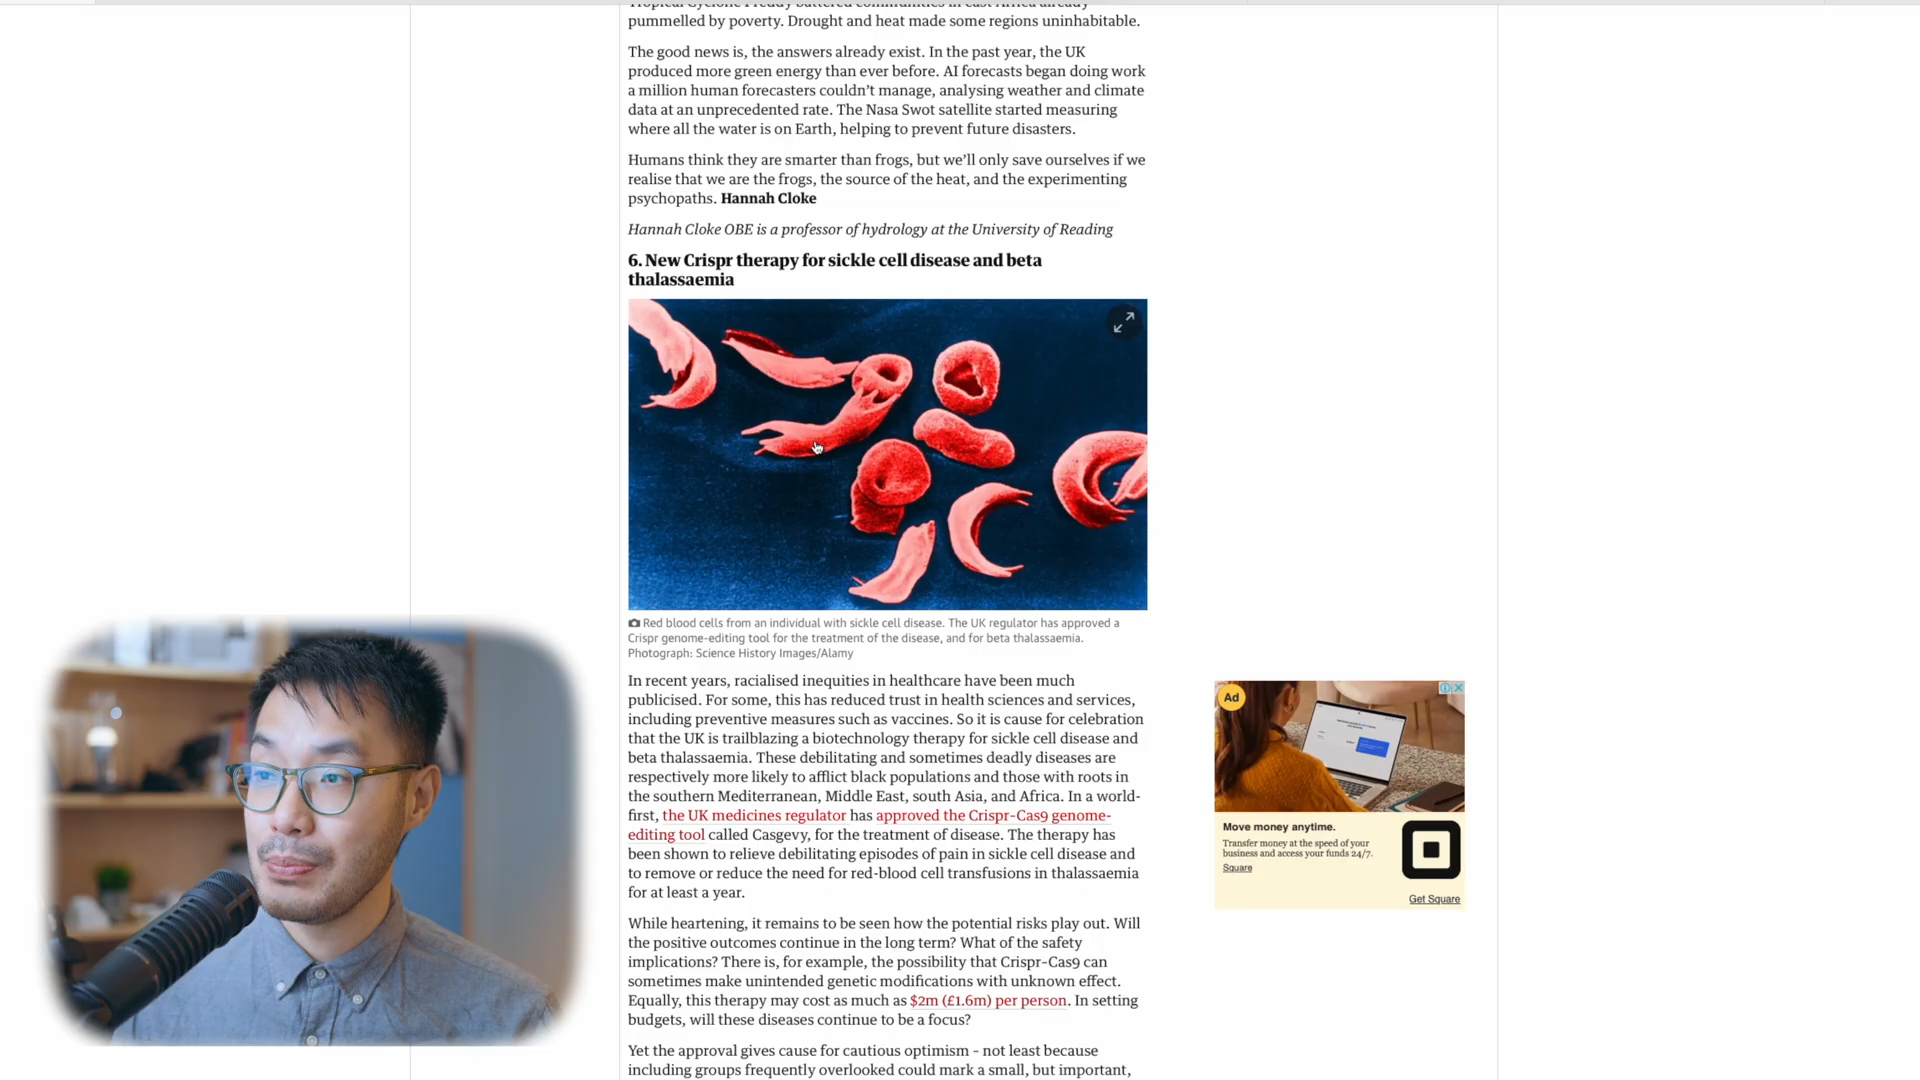 pummelled by poverty. Drought and heat made some regions uninhabitable.
The good news is, the answers already exist. In the past year, the UK
produced more green energy than ever before. AI forecasts began doing work
a million human forecasters couldn't manage, analysing weather and climate
data at an unprecedented rate. The Nasa Swot satellite started measuring
where all the water is on Earth, helping to prevent future disasters.
Humans think they are smarter than frogs, but we'll only save ourselves if we
realise that we are the frogs, the source of the heat, and the experimenting
psychopaths. Hannah Cloke
Hannah Cloke OBE is a professor of hydrology at the University of Reading
6. New Crispr therapy for sickle cell disease and beta
thalassaemia
Red blood cells from an individual with sickle cell disease. The UK regulator has approved a
Crispr genome-editing tool for the treatment of the disease, and for beta thalassaemia.
Photograph: Science History Images/Alamy
In recent years, racialised inequities in healthcare have been much
publicised. For some, this has reduced trust in health sciences and services,
including preventive measures such as vaccines. So it is cause for celebration
that the UK is trailblazing a biotechnology therapy for sickle cell disease and
beta thalassaemia. These debilitating and sometimes deadly diseases are
respectively more likely to afflict black populations and those with roots in
the southern Mediterranean, Middle East, south Asia, and Africa. In a world-
first, the UK medicines regulator has approved the Crispr-Cas9 genome-
editing tool called Casgevy, for the treatment of disease. The therapy has
been shown to relieve debilitating episodes of pain in sickle cell disease and
to remove or reduce the need for red-blood cell transfusions in thalassaemia
for at least a year.
While heartening, it remains to be seen how the potential risks play out. Will
the positive outcomes continue in the long term? What of the safety
implications? There is, for example, the possibility that Crispr-Cas9 can
sometimes make unintended genetic modifications with unknown effect.
Equally, this therapy may cost as much as $2m (£1.6m) per person. In setting
budgets, will these diseases continue to be a focus?
Yet the approval gives cause for cautious optimism – not least because
including groups frequently overlooked could mark a small, but important,
Ad
Move money anytime.
Transfer money at the speed of your
business and access your funds 24/7.
Square
Get Square